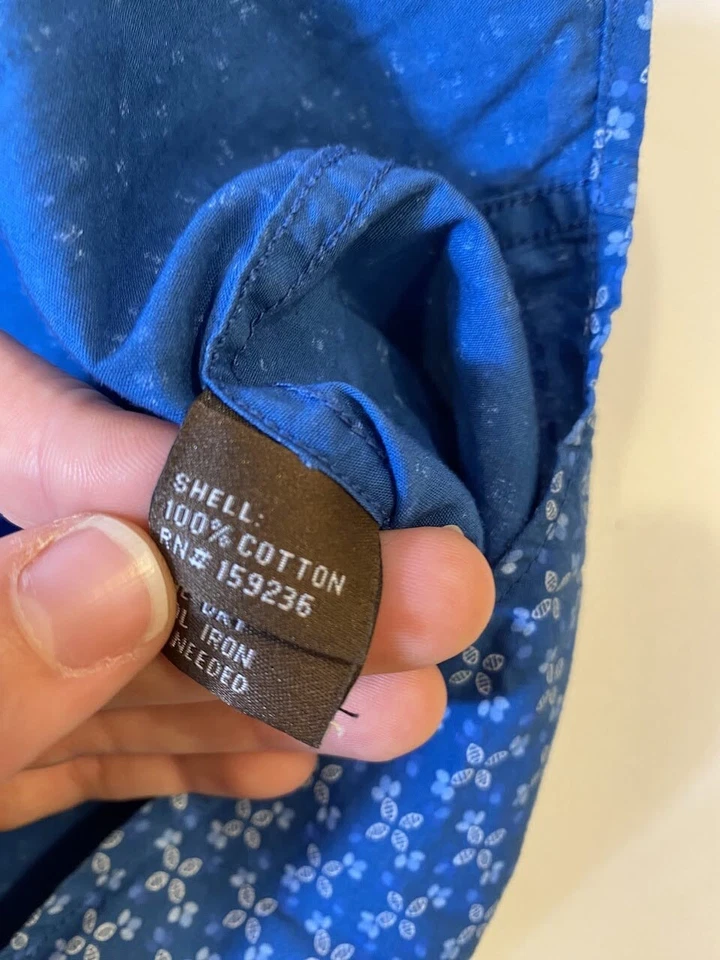 SHELL:
100% COTTON
RN# 159236
IRON
NEEDED